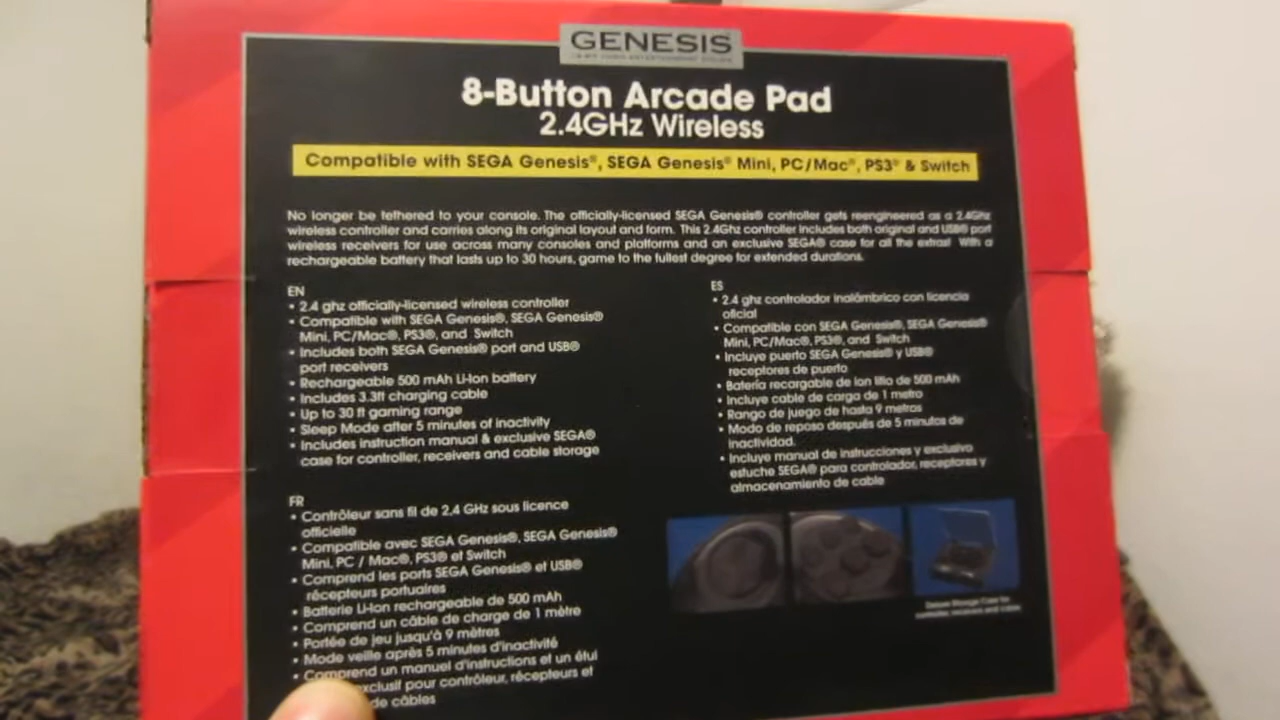 GENESIS
8-Button Arcade Pad
2.4GHz Wireless
Compatible with SEGA Genesis®, SEGA Genesis® Mini, PC/Mac®, PS3® & Switch
No longer be tethered to your console. The officially-licensed SEGA Genesis® controller gets reengineered as a 2.4GHz
wireless controller and carries along its original layout and form. This 2.4Ghz controller includes both original and USB® port
wireless receivers for use across many consoles and platforms and an exclusive SEGA® case for all the extras! With a
rechargeable battery that lasts up to 30 hours, game to the fullest degree for extended durations.
EN
• 2.4 ghz officially-licensed wireless controller
• Compatible with SEGA Genesis®, SEGA Genesis®
Mini, PC/Mac®, PS3®, and Switch
• Includes both SEGA Genesis® port and USB®
port receivers
• Rechargeable 500 mAh Li-Ion battery
• Includes 3.3ft charging cable
• Up to 30 ft gaming range
• Sleep Mode after 5 minutes of inactivity
• Includes instruction manual & exclusive SEGA®
case for controller, receivers and cable storage
FR
• Contrôleur sans fil de 2,4 GHz sous licence
officielle
• Compatible avec SEGA Genesis®, SEGA Genesis®
Mini, PC / Mac®, PS3® et Switch
• Comprend les ports SEGA Genesis® et USB®
récepteurs portuaires
• Batterie Li-Ion rechargeable de 500 mAh
• Comprend un câble de charge de 1 mètre
• Portée de jeu jusqu'à 9 mètres
• Mode veille après 5 minutes d'inactivité
• Comprend un manuel d'instructions et un étui
exclusif pour contrôleur, récepteurs et
de câbles
ES
• 2.4 ghz controlador inalámbrico con licencia
oficial
• Compatible con SEGA Genesis®, SEGA Genesis®
Mini, PC/Mac®, PS3®, and Switch
• Incluye puerto SEGA Genesis® y USB®
receptores de puerto
• Batería recargable de ion litio de 500 mAh
• Incluye cable de carga de 1 metro
• Rango de juego de hasta 9 metros
• Modo de reposo después de 5 minutos de
inactividad.
• Incluye manual de instrucciones y exclusivo
estuche SEGA® para controlador, receptores y
almacenamiento de cable
Deluxe Storage Case for
controller, receivers and cable